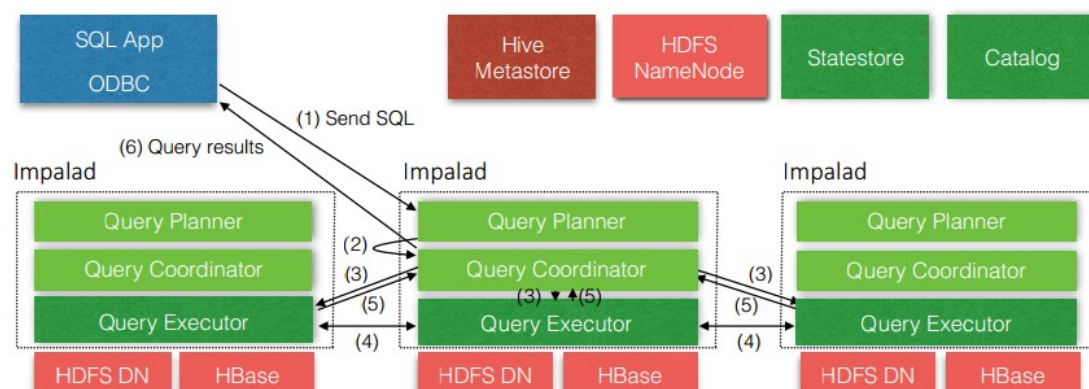 SQL App
ODBC
Hive
Metastore
HDFS
NameNode
Statestore
Catalog
(1) Send SQL
(6) Query results
Impalad
Impalad
Impalad
Query Planner
Query Planner
Query Planner
(2)
Query Coordinator
Query Coordinator
Query Coordinator
(3)
(3)
(5)
(3)
(5)
(5)
Query Executor
Query Executor
Query Executor
(4)
(4)
HDFS DN
HBase
HDFS DN
HBase
HDFS DN
HBase